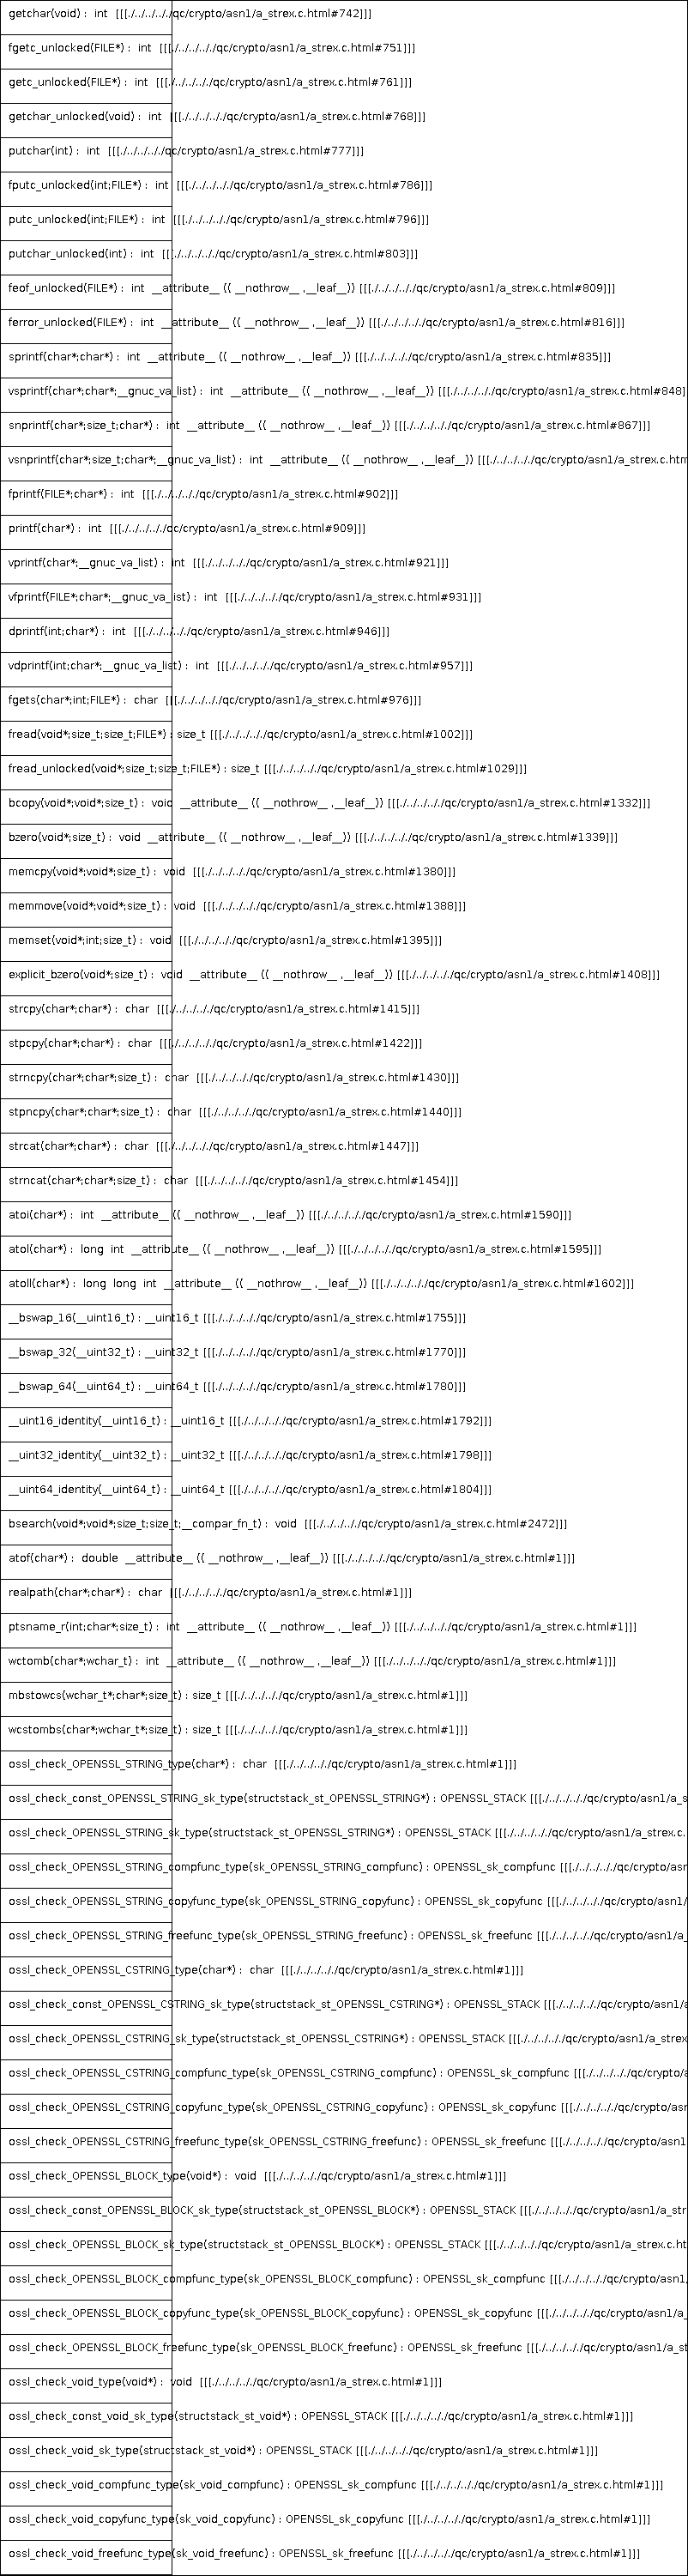 getchar(void) : int [[[./../../../../qc/crypto/asn1/a_strex.c.html#742]]]
fgetc_unlocked(FILE*) : int [[[./../../../../qc/crypto/asn1/a_strex.c.html#751]]]
getc_unlocked(FILE*) : int [[[./../../../../qc/crypto/asn1/a_strex.c.html#761]]]
getchar_unlocked(void) : int [[[./../../../../qc/crypto/asn1/a_strex.c.html#768]]]
putchar(int) : int [[[./../../../../qc/crypto/asn1/a_strex.c.html#777]]]
fputc_unlocked(int;FILE*) : int [[[./../../../../qc/crypto/asn1/a_strex.c.html#786]]]
putc_unlocked(int;FILE*) : int [[[./../../../../qc/crypto/asn1/a_strex.c.html#796]]]
putchar_unlocked(int) : int [[[./../../../../qc/crypto/asn1/a_strex.c.html#803]]]
feof_unlocked(FILE*) : int __attribute__ (( __nothrow__ ,__leaf__)) [[[./../../../../qc/crypto/asn1/a_strex.c.html#809]]]
ferror_unlocked(FILE*) : int __attribute__ (( __nothrow__ ,__leaf__)) [[[./../../../../qc/crypto/asn1/a_strex.c.html#816]]]
sprintf(char*;char*) : int __attribute__ (( __nothrow__ ,__leaf__)) [[[./../../../../qc/crypto/asn1/a_strex.c.html#835]]]
vsprintf(char*;char*;__gnuc_va_list) : int __attribute__ (( __nothrow__ ,__leaf__)) [[[./../../../../qc/crypto/asn1/a_strex.c.html#848]
snprintf(char*;size_t;char*) : int __attribute__ (( __nothrow__ ,__leaf__)) [[[./../../../../qc/crypto/asn1/a_strex.c.html#867]]]
vsnprintf(char*;size_t;char*;__gnuc_va_list) : int __attribute__ (( __nothrow__ ,__leaf__)) [[[./../../../../qc/crypto/asn1/a_strex.c.htm
fprintf(FILE*;char*) : int [[[./../../../../qc/crypto/asn1/a_strex.c.html#902]]]
printf(char*) : int [[[./../../../../qc/crypto/asn1/a_strex.c.html#909]]]
vprintf(char*;__gnuc_va_list) : int [[[./../../../../qc/crypto/asn1/a_strex.c.html#921]]]
vfprintf(FILE*;char*;__gnuc_va_list) : int [[[./../../../../qc/crypto/asn1/a_strex.c.html#931]]]
dprintf(int;char*) : int [[[./../../../../qc/crypto/asn1/a_strex.c.html#946]]]
vdprintf(int;char*;__gnuc_va_list) : int [[[./../../../../qc/crypto/asn1/a_strex.c.html#957]]]
fgets(char*;int;FILE*) : char [[[./../../../../qc/crypto/asn1/a_strex.c.html#976]]]
fread(void*;size_t;size_t;FILE*) : size_t [[[./../../../../qc/crypto/asn1/a_strex.c.html#1002]]]
fread_unlocked(void*;size_t;size_t;FILE*) : size_t [[[./../../../../qc/crypto/asn1/a_strex.c.html#1029]]]
bcopy(void*;void*;size_t) : void __attribute__ (( __nothrow__ ,__leaf__)) [[[./../../../../qc/crypto/asn1/a_strex.c.html#1332]]]
bzero(void*;size_t) : void __attribute__ (( __nothrow__ ,__leaf__)) [[[./../../../../qc/crypto/asn1/a_strex.c.html#1339]]]
memcpy(void*;void*;size_t) : void [[[./../../../../qc/crypto/asn1/a_strex.c.html#1380]]]
memmove(void*;void*;size_t) : void [[[./../../../../qc/crypto/asn1/a_strex.c.html#1388]]]
memset(void*;int;size_t) : void [[[./../../../../qc/crypto/asn1/a_strex.c.html#1395]]]
explicit_bzero(void*;size_t) : void __attribute__ (( __nothrow__ ,__leaf__)) [[[./../../../../qc/crypto/asn1/a_strex.c.html#1408]]]
strcpy(char*;char*) : char [[[./../../../../qc/crypto/asn1/a_strex.c.html#1415]]]
stpcpy(char*;char*) : char [[[./../../../../qc/crypto/asn1/a_strex.c.html#1422]]]
strncpy(char*;char*;size_t) : char [[[./../../../../qc/crypto/asn1/a_strex.c.html#1430]]]
stpncpy(char*;char*;size_t) : char [[[./../../../../qc/crypto/asn1/a_strex.c.html#1440]]]
strcat(char*;char*) : char [[[./../../../../qc/crypto/asn1/a_strex.c.html#1447]]]
strncat(char*;char*;size_t) : char [[[./../../../../qc/crypto/asn1/a_strex.c.html#1454]]]
atoi(char*) : int __attribute__ (( __nothrow__ ,__leaf__)) [[[./../../../../qc/crypto/asn1/a_strex.c.html#1590]]]
atol(char*) : long int __attribute__ (( __nothrow__ ,__leaf__)) [[[./../../../../qc/crypto/asn1/a_strex.c.html#1595]]]
atoll(char*) : long long int __attribute__ (( __nothrow__ ,__leaf__)) [[[./../../../../qc/crypto/asn1/a_strex.c.html#1602]]]
__bswap_16(__uint16_t) : __uint16_t [[[./../../../../qc/crypto/asn1/a_strex.c.html#1755]]]
__bswap_32(__uint32_t) : __uint32_t [[[./../../../../qc/crypto/asn1/a_strex.c.html#1770]]]
__bswap_64(__uint64_t) : __uint64_t [[[./../../../../qc/crypto/asn1/a_strex.c.html#1780]]]
__uint16_identity(__uint16_t) : __uint16_t [[[./../../../../qc/crypto/asn1/a_strex.c.html#1792]]]
__uint32_identity(__uint32_t) : __uint32_t [[[./../../../../qc/crypto/asn1/a_strex.c.html#1798]]]
__uint64_identity(__uint64_t) : __uint64_t [[[./../../../../qc/crypto/asn1/a_strex.c.html#1804]]]
bsearch(void*;void*;size_t;size_t;__compar_fn_t) : void [[[./../../../../qc/crypto/asn1/a_strex.c.html#2472]]]
atof(char*) : double __attribute__ (( __nothrow__ ,__leaf__)) [[[./../../../../qc/crypto/asn1/a_strex.c.html#1]]]
realpath(char*;char*) : char [[[./../../../../qc/crypto/asn1/a_strex.c.html#1]]]
ptsname_r(int;char*;size_t) : int __attribute__ (( __nothrow__ ,__leaf__)) [[[./../../../../qc/crypto/asn1/a_strex.c.html#1]]]
wctomb(char*;wchar_t) : int __attribute__ (( __nothrow__ ,__leaf__)) [[[./../../../../qc/crypto/asn1/a_strex.c.html#1]]]
mbstowcs(wchar_t*;char*;size_t) : size_t [[[./../../../../qc/crypto/asn1/a_strex.c.html#1]]]
wcstombs(char*;wchar_t*;size_t) : size_t [[[./../../../../qc/crypto/asn1/a_strex.c.html#1]]]
ossl_check_OPENSSL_STRING_type(char*) : char [[[./../../../../qc/crypto/asn1/a_strex.c.html#1]]]
ossl_check_const_OPENSSL_STRING_sk_type(structstack_st_OPENSSL_STRING*) : OPENSSL_STACK [[[./../../../../qc/crypto/asn1/a_s
ossl_check_OPENSSL_STRING_sk_type(structstack_st_OPENSSL_STRING*) : OPENSSL_STACK [[[./../../../../qc/crypto/asn1/a_strex.c.
ossl_check_OPENSSL_STRING_compfunc_type(sk_OPENSSL_STRING_compfunc) : OPENSSL_sk_compfunc [[[./../../../../qc/crypto/asn
ossl_check_OPENSSL_STRING_copyfunc_type(sk_OPENSSL_STRING_copyfunc) : OPENSSL_sk_copyfunc [[[./../../../../qc/crypto/asn1/
ossl_check_OPENSSL_STRING_freefunc_type(sk_OPENSSL_STRING_freefunc) : OPENSSL_sk_freefunc [[[./../../../../qc/crypto/asn1/a_
ossl_check_OPENSSL_CSTRING_type(char*) : char [[[./../../../../qc/crypto/asn1/a_strex.c.html#1]]]
ossl_check_const_OPENSSL_CSTRING_sk_type(structstack_st_OPENSSL_CSTRING*) : OPENSSL_STACK [[[./../../../../qc/crypto/asn1/a
ossl_check_OPENSSL_CSTRING_sk_type(structstack_st_OPENSSL_CSTRING*) : OPENSSL_STACK [[[./../../../../qc/crypto/asn1/a_strex
ossl_check_OPENSSL_CSTRING_compfunc_type(sk_OPENSSL_CSTRING_compfunc) : OPENSSL_sk_compfunc [[[./../../../../qc/crypto/a
ossl_check_OPENSSL_CSTRING_copyfunc_type(sk_OPENSSL_CSTRING_copyfunc) : OPENSSL_sk_copyfunc [[[./../../../../qc/crypto/asn
ossl_check_OPENSSL_CSTRING_freefunc_type(sk_OPENSSL_CSTRING_freefunc) : OPENSSL_sk_freefunc [[[./../../../../qc/crypto/asn1
ossl_check_OPENSSL_BLOCK_type(void*) : void [[[./../../../../qc/crypto/asn1/a_strex.c.html#1]]]
ossl_check_const_OPENSSL_BLOCK_sk_type(structstack_st_OPENSSL_BLOCK*) : OPENSSL_STACK [[[./../../../../qc/crypto/asn1/a_str
ossl_check_OPENSSL_BLOCK_sk_type(structstack_st_OPENSSL_BLOCK*) : OPENSSL_STACK [[[./../../../../qc/crypto/asn1/a_strex.c.ht
ossl_check_OPENSSL_BLOCK_compfunc_type(sk_OPENSSL_BLOCK_compfunc) : OPENSSL_sk_compfunc [[[./../../../../qc/crypto/asn1/
ossl_check_OPENSSL_BLOCK_copyfunc_type(sk_OPENSSL_BLOCK_copyfunc) : OPENSSL_sk_copyfunc [[[./../../../../qc/crypto/asn1/a_
ossl_check_OPENSSL_BLOCK_freefunc_type(sk_OPENSSL_BLOCK_freefunc) : OPENSSL_sk_freefunc [[[./../../../../qc/crypto/asn1/a_st
ossl_check_void_type(void*) : void [[[./../../../../qc/crypto/asn1/a_strex.c.html#1]]]
ossl_check_const_void_sk_type(structstack_st_void*) : OPENSSL_STACK [[[./../../../../qc/crypto/asn1/a_strex.c.html#1]]]
ossl_check_void_sk_type(structstack_st_void*) : OPENSSL_STACK [[[./../../../../qc/crypto/asn1/a_strex.c.html#1]]]
ossl_check_void_compfunc_type(sk_void_compfunc) : OPENSSL_sk_compfunc [[[./../../../../qc/crypto/asn1/a_strex.c.html#1]]]
ossl_check_void_copyfunc_type(sk_void_copyfunc) : OPENSSL_sk_copyfunc [[[./../../../../qc/crypto/asn1/a_strex.c.html#1]]]
ossl_check_void_freefunc_type(sk_void_freefunc) : OPENSSL_sk_freefunc [[[./../../../../qc/crypto/asn1/a_strex.c.html#1]]]